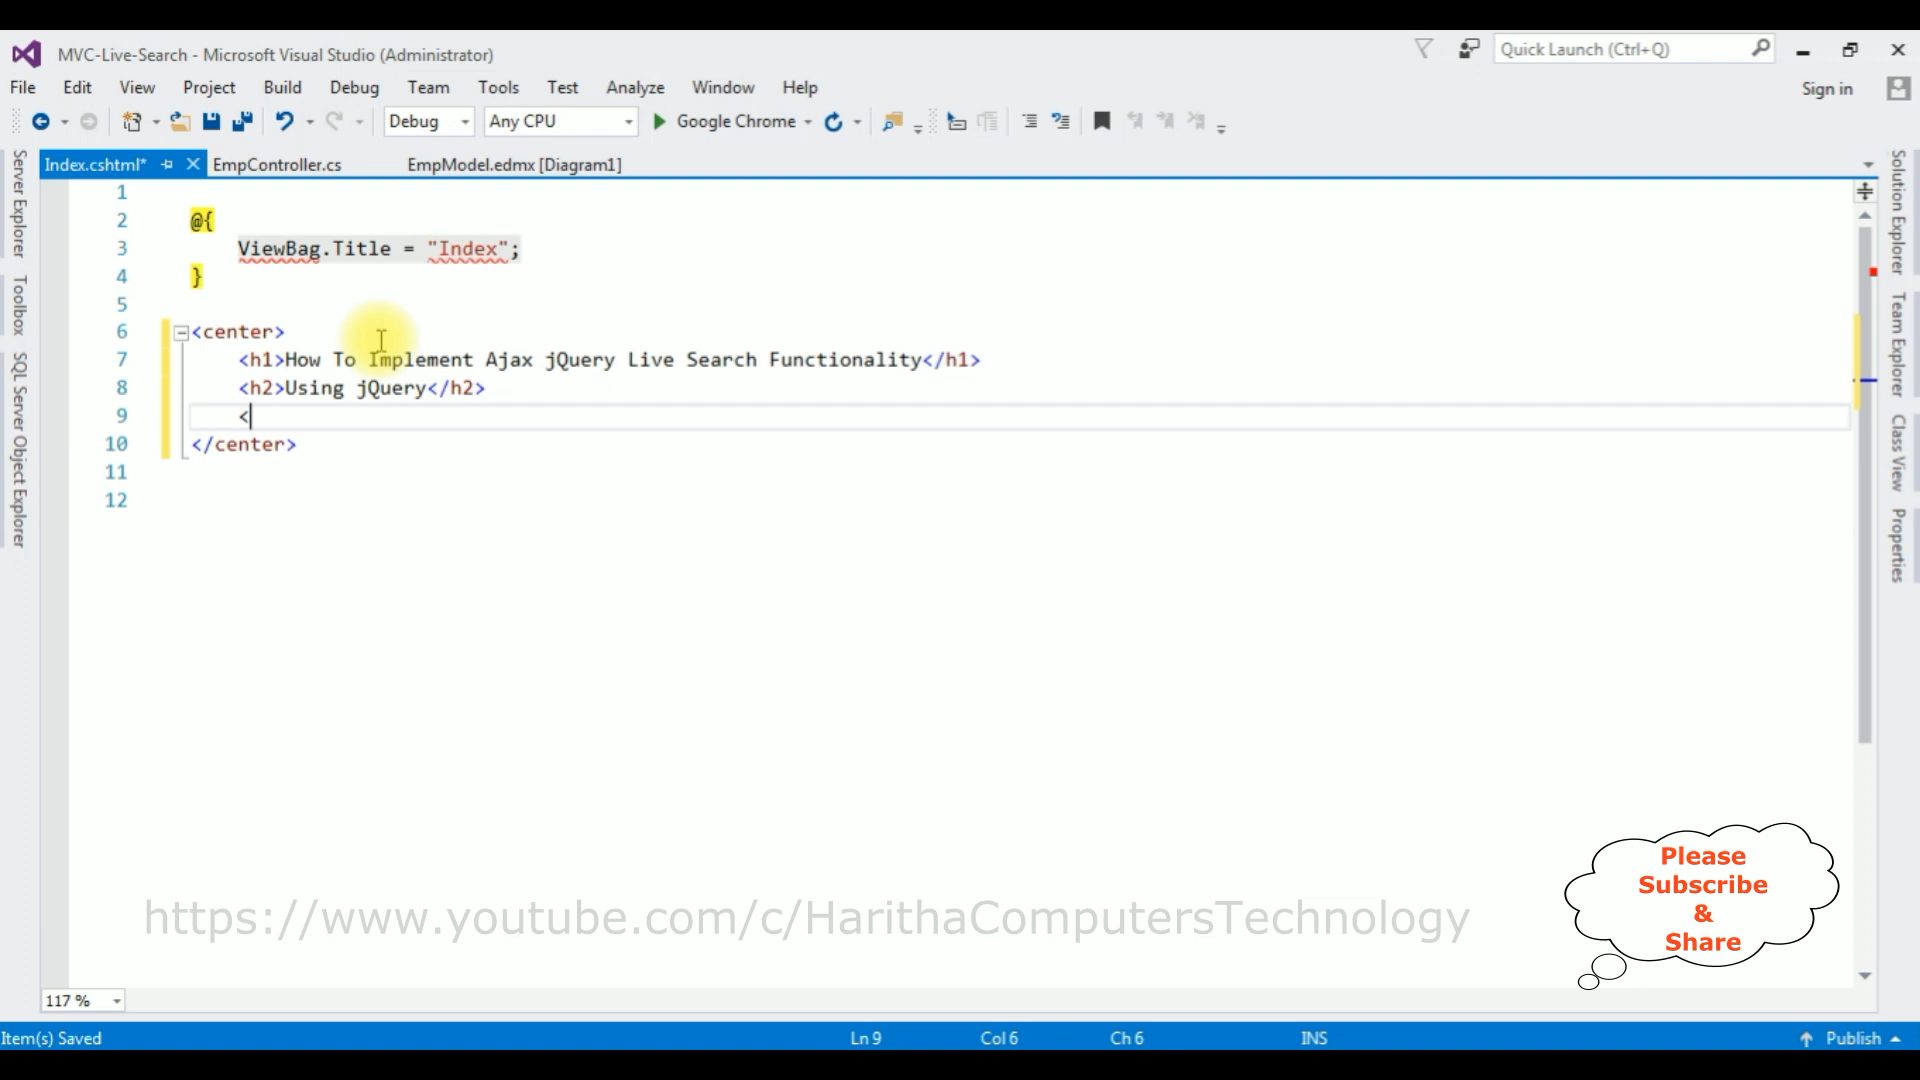 MVC-Live-Search - Microsoft Visual Studio (Administrator)
Quick Launch (Ctrl+Q)
File Edit View Project Build Debug Team Tools Test Analyze Window Help
Sign in
Debug Any CPU Google Chrome
Index.cshtml* EmpController.cs EmpModel.edmx [Diagram1]
Server Explorer
Toolbox
SQL Server Object Explorer
1
2 @{
3 ViewBag.Title = "Index";
4 }
5
6 <center>
7 <h1>How To Implement Ajax jQuery Live Search Functionality</h1>
8 <h2>Using jQuery</h2>
9 <
10 </center>
11
12
Solution Explorer
Team Explorer
Class View
Properties
Please
Subscribe
&
Share
https://www.youtube.com/c/HarithaComputersTechnology
117 %
Item(s) Saved Ln 9 Col 6 Ch 6 INS Publish